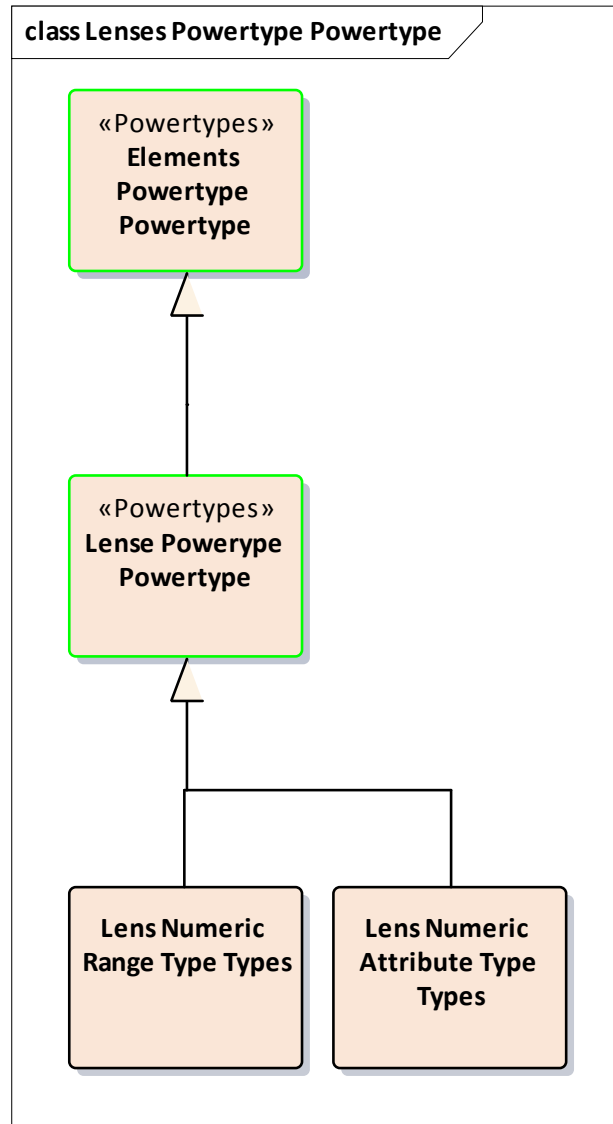 class Lenses Powertype Powertype
«Powertypes»
Elements
Powertype
Powertype
«Powertypes»
Lense Powerype
Powertype
Lens Numeric
Range Type Types
Lens Numeric
Attribute Type
Types